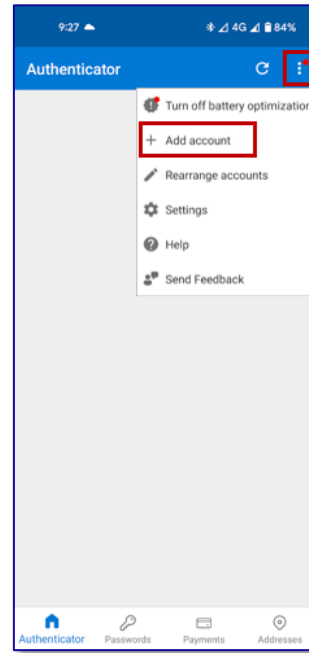 9:27 4G 84%
Authenticator
Turn off battery optimization
Add account
Rearrange accounts
Settings
Help
Send Feedback
Authenticator Passwords Payments Addresses